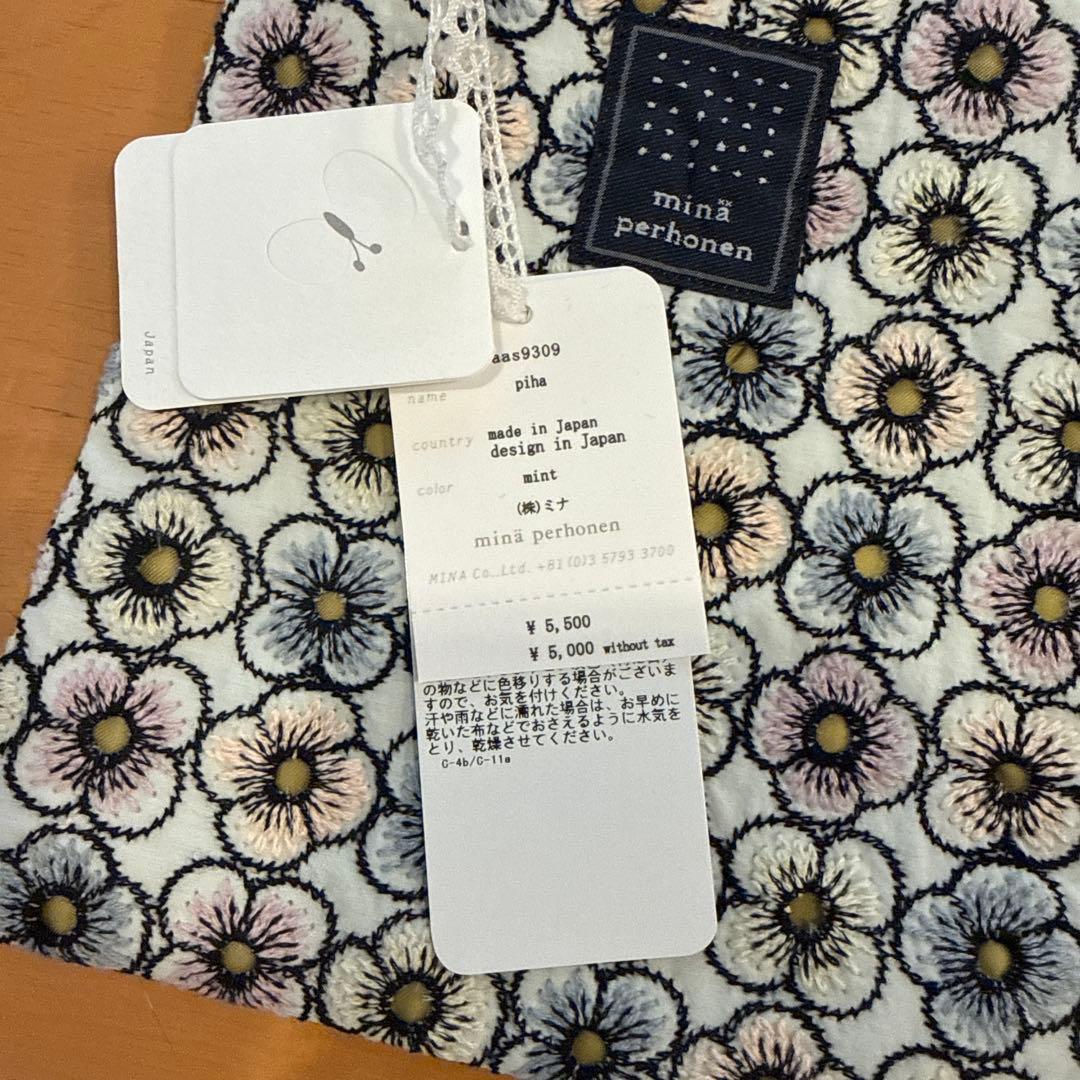 minä
perhonen
Japan
aas9309
name
piha
country
made in Japan
design in Japan
color
mint
(株)ミナ
minä perhonen
MINA Co.,Ltd. +81 (0)3 5793 3700
¥ 5,500
¥ 5,000 without tax
の物などに色移りする場合がございま
すので、お気を付けください。
汗や雨などに濡れた場合は、お早めに
乾いた布などでおさえるように水気を
とり、乾燥させてください。
C-4b/C-11a